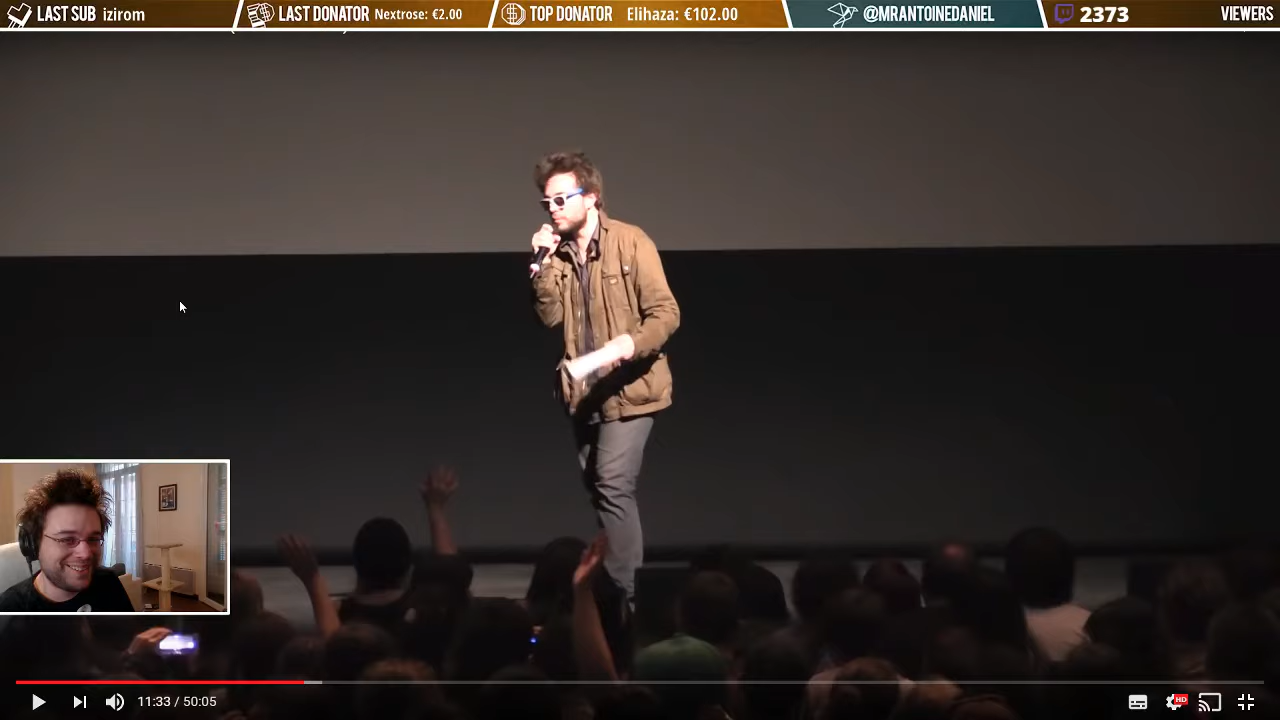 LAST SUB izirom
LAST DONATOR Nextrose: €2.00
TOP DONATOR Elihaza: €102.00
@MRANTOINEDANIEL
2373 VIEWERS
11:33 / 50:05
HD